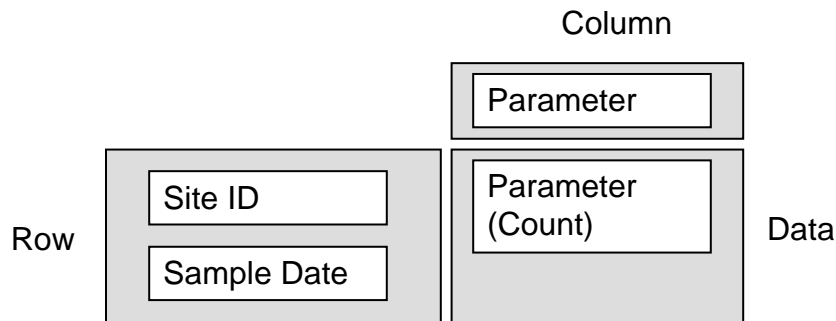 Column
Parameter
Site ID
Parameter
(Count)
Row
Data
Sample Date